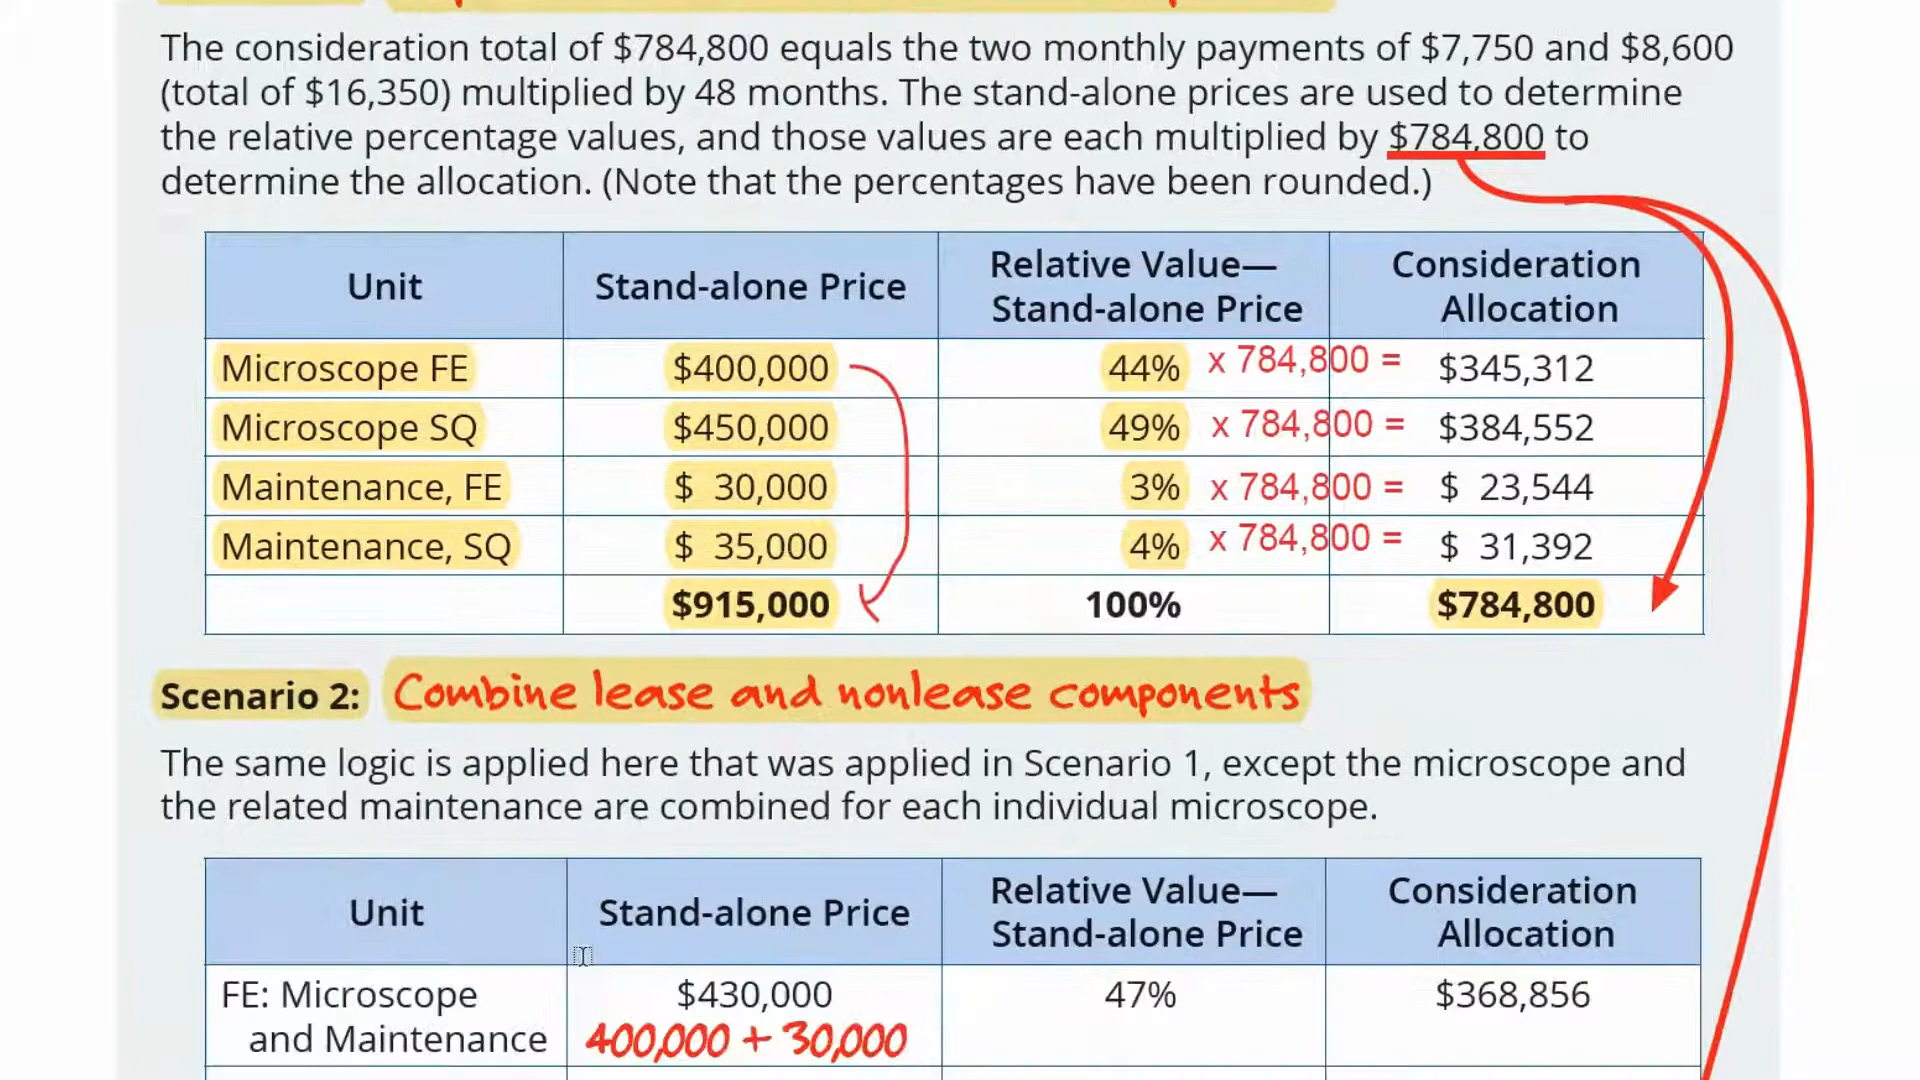 The consideration total of $784,800 equals the two monthly payments of $7,750 and $8,600
(total of $16,350) multiplied by 48 months. The stand-alone prices are used to determine
the relative percentage values, and those values are each multiplied by $784,800 to
determine the allocation. (Note that the percentages have been rounded.)
Unit Stand-alone Price Relative Value— Stand-alone Price Consideration Allocation
Microscope FE $400,000 44% x 784,800 = $345,312
Microscope SQ $450,000 49% x 784,800 = $384,552
Maintenance, FE $ 30,000 3% x 784,800 = $ 23,544
Maintenance, SQ $ 35,000 4% x 784,800 = $ 31,392
$915,000 100% $784,800
Scenario 2: Combine lease and nonlease components
The same logic is applied here that was applied in Scenario 1, except the microscope and
the related maintenance are combined for each individual microscope.
Unit Stand-alone Price Relative Value— Stand-alone Price Consideration Allocation
FE: Microscope $430,000 47% $368,856
and Maintenance 400,000 + 30,000